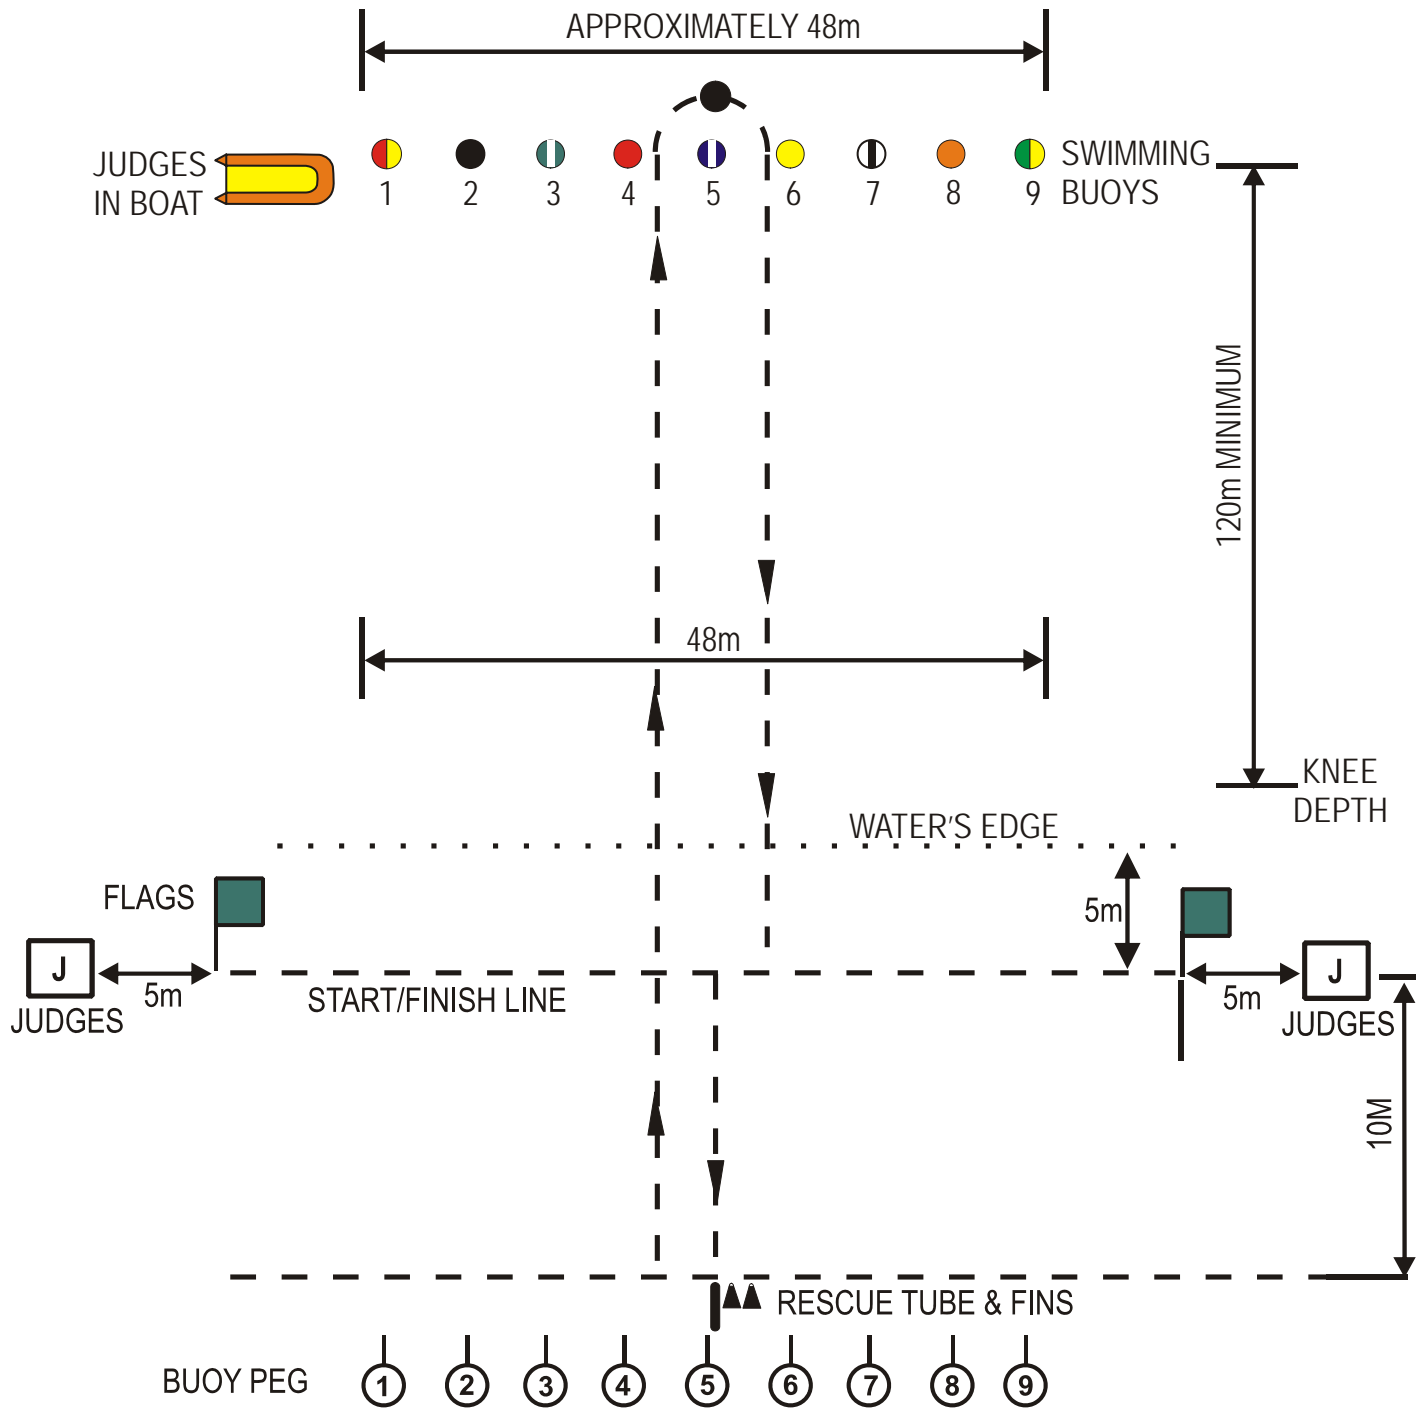 APPROXIMATELY 48m
JUDGES
IN BOAT
1 2 3 4 5 6 7 8 9
SWIMMING
BUOYS
120m MINIMUM
48m
KNEE
DEPTH
WATER'S EDGE
FLAGS
5m
J
5m
JUDGES
START/FINISH LINE
J
5m
JUDGES
10M
RESCUE TUBE & FINS
BUOY PEG
1 2 3 4 5 6 7 8 9